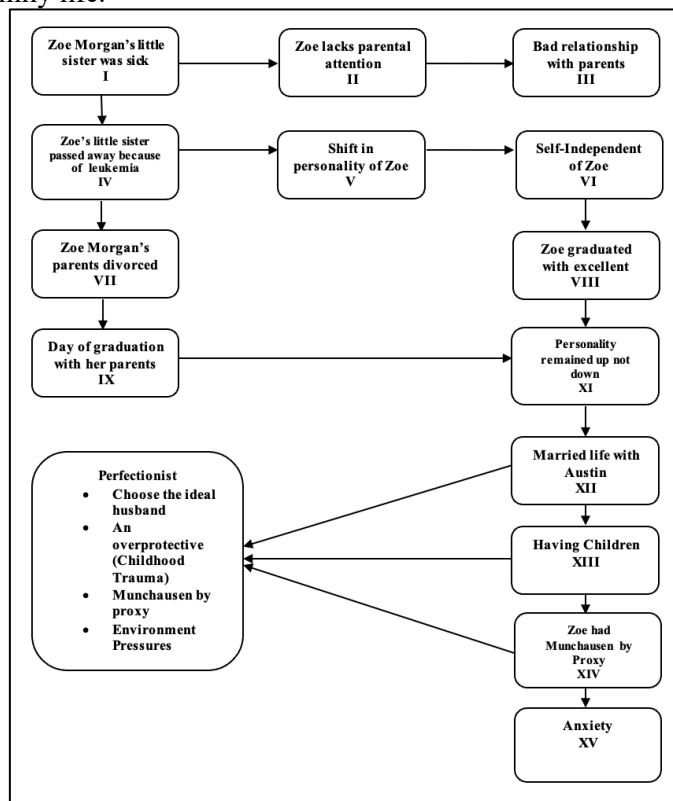 life.
Zoe Morgan's little
sister was sick
I
Zoe lacks parental
attention
II
Bad relationship
with parents
III
Zoe's little sister
passed away because
of leukemia
IV
Shift in
personality of Zoe
V
Self-Independent
of Zoe
VI
Zoe Morgan's
parents divorced
VII
Zoe graduated
with excellent
VIII
Day of graduation
with her parents
IX
Personality
remained up not
down
XI
Married life with
Austin
XII
Perfectionist
• Choose the ideal
husband
• An
overprotective
(Childhood
Trauma)
• Munchausen by
proxy
• Environment
Pressures
Having Children
XIII
Zoe had
Munchausen by
Proxy
XIV
Anxiety
XV